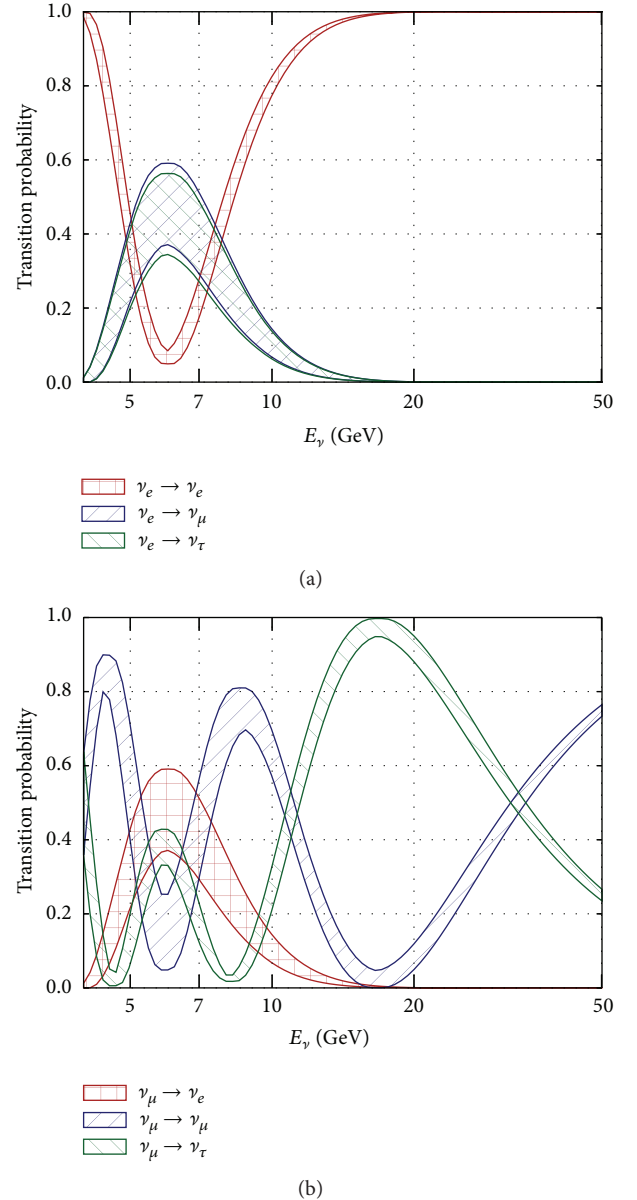 1.0
0.8
0.6
0.4
0.2
0.0
Transition probability
5 7 10 20 50
E_ν (GeV)
ν_e → ν_e
ν_e → ν_μ
ν_e → ν_τ
(a)
1.0
0.8
0.6
0.4
0.2
0.0
Transition probability
5 7 10 20 50
E_ν (GeV)
ν_μ → ν_e
ν_μ → ν_μ
ν_μ → ν_τ
(b)